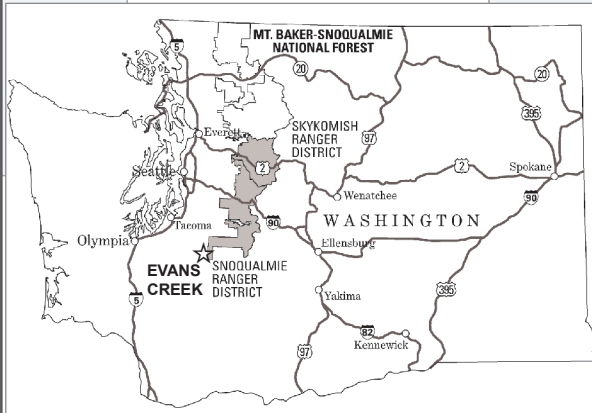 MT. BAKER-SNOQUALMIE
NATIONAL FOREST
5
20
20
395
Everett
SKYKOMISH
RANGER
DISTRICT
97
2
2
Seattle
Spokane
Wenatchee
90
90
WASHINGTON
Tacoma
Olympia
Ellensburg
EVANS
CREEK
SNOQUALMIE
RANGER
DISTRICT
5
Yakima
395
82
97
Kennewick